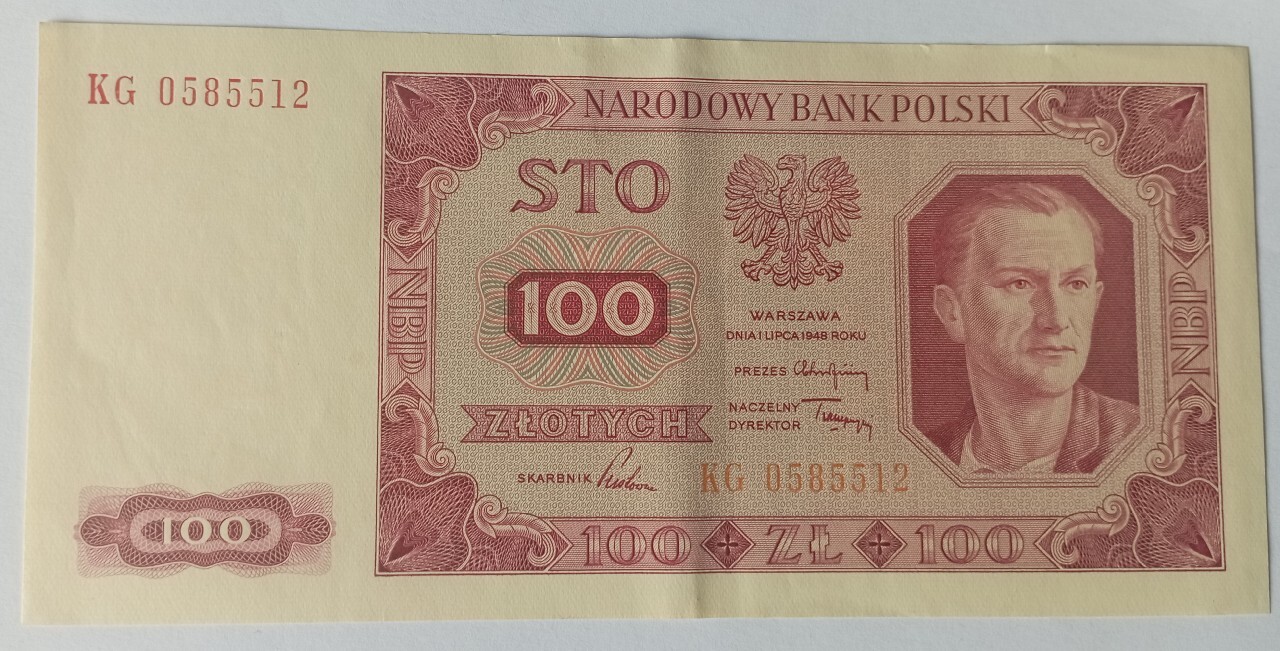 KG 0585512
NARODOWY BANK POLSKI
STO
100
ZŁOTYCH
WARSZAWA
DNIA 1 LIPCA 1948 ROKU
PREZES
NACZELNY
DYREKTOR
SKARBNIK
KG 0585512
NBP
NBP
100
100 ZŁ 100